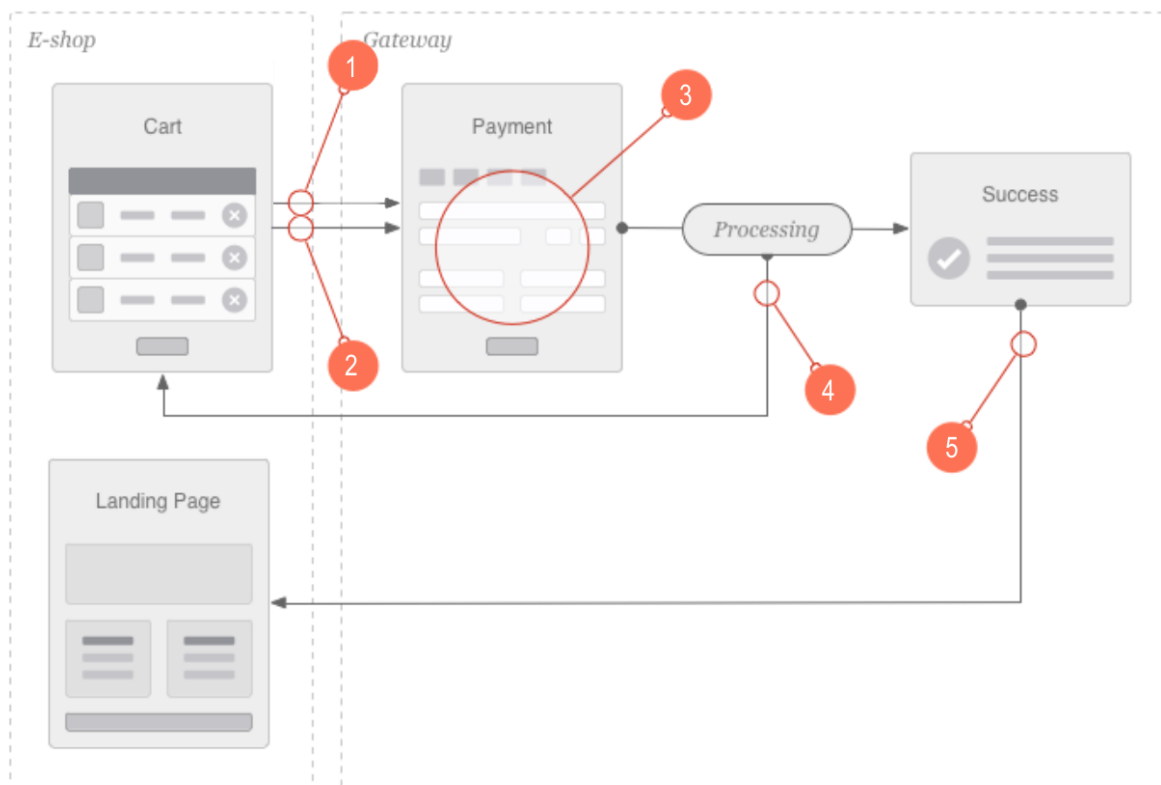 E-shop
Gateway
1
3
Cart
Payment
Success
Processing
2
4
5
Landing Page